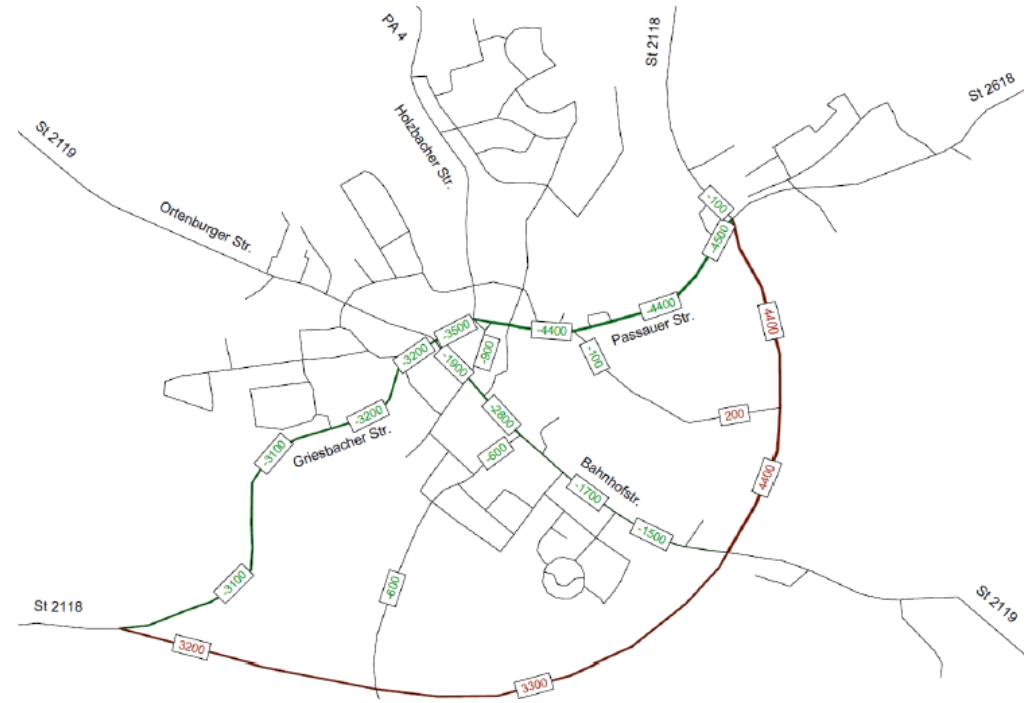 PA 4
St 2118
St 2618
St 2119
Holzbacher Str.
Ortenburger Str.
-100
-4500
-4400
-4400
Passauer Str.
4400
-3500
-900
-3200
-1900
-100
-3200
-2800
200
Griesbacher Str.
-3100
-600
4400
Bahnhofstr.
-1700
-1500
-3100
-600
St 2118
St 2119
3200
3300